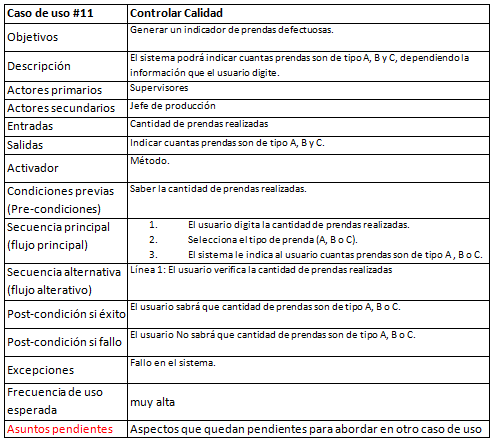 Caso de uso #11 Controlar Calidad
Objetivos Generar un indicador de prendas defectuosas.
Descripción El sistema podrá indicar cuantas prendas son de tipo A, B y C, dependiendo la
información que el usuario digite.
Actores primarios Supervisores
Actores secundarios Jefe de producción
Entradas Cantidad de prendas realizadas
Salidas Indicar cuantas prendas son de tipo A, B y C.
Activador Método.
Condiciones previas Saber la cantidad de prendas realizadas.
(Pre-condiciones)
Secuencia principal 1. El usuario digita la cantidad de prendas realizadas.
(flujo principal) 2. Selecciona el tipo de prenda (A, B o C).
3. El sistema le indica al usuario cuantas prendas son de tipo A , B o C.
Secuencia alternativa Línea 1: El usuario verifica la cantidad de prendas realizadas
(flujo alterativo)
Post-condición si éxito El usuario sabrá que cantidad de prendas son de tipo A, B o C.
Post-condición si fallo El usuario No sabrá que cantidad de prendas son de tipo A, B o C.
Excepciones Fallo en el sistema.
Frecuencia de uso muy alta
esperada
Asuntos pendientes Aspectos que quedan pendientes para abordar en otro caso de uso